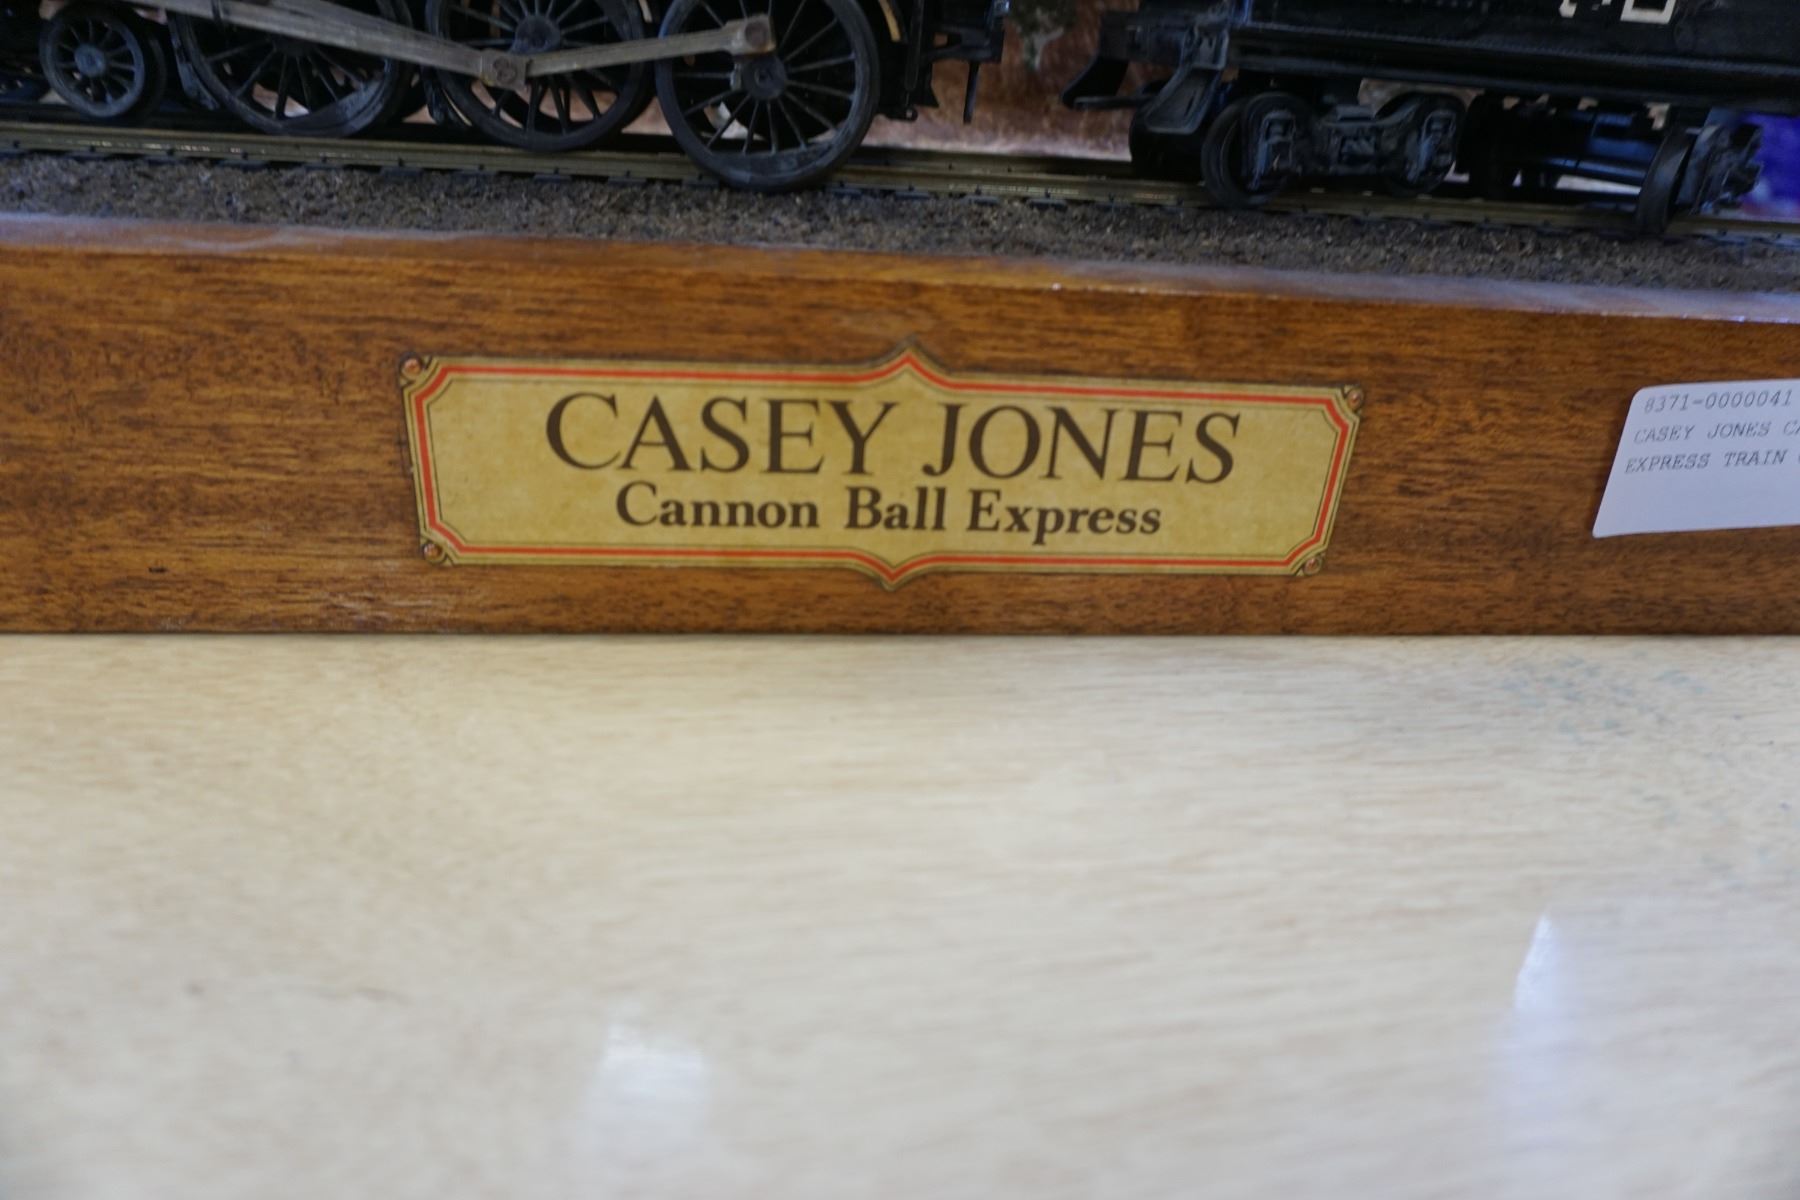 CASEY JONES
Cannon Ball Express
8371-0000041
CASEY JONES
EXPRESS TRAIN